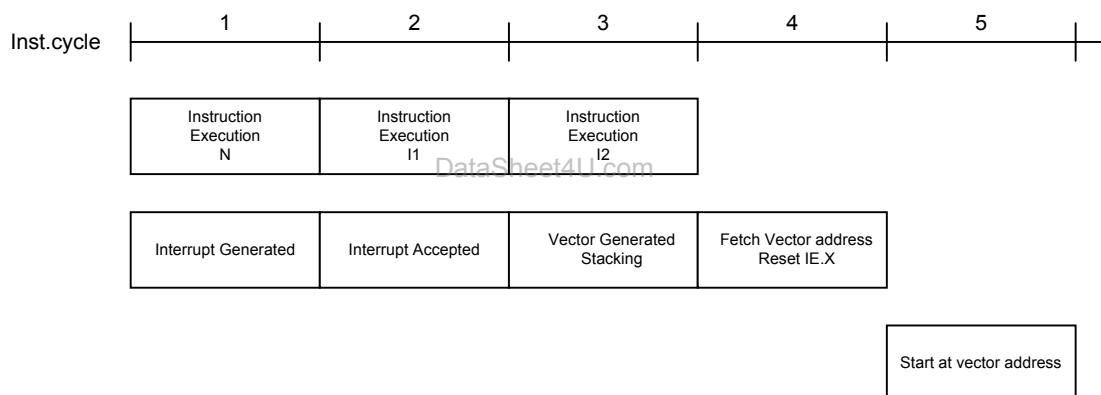 1 2 3 4 5
Inst.cycle
Instruction
Execution
N
Instruction
Execution
I1
Instruction
Execution
I2
DataSheet4U.com
Interrupt Generated
Interrupt Accepted
Vector Generated
Stacking
Fetch Vector address
Reset IE.X
Start at vector address